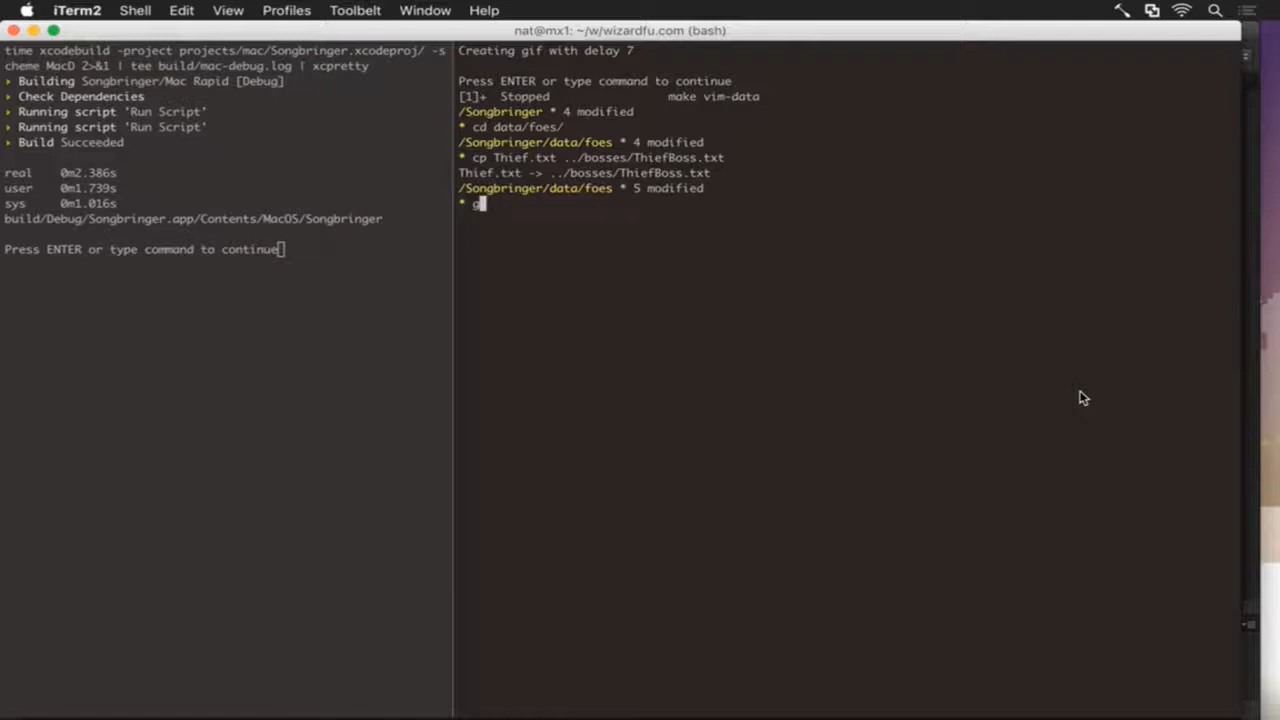 iTerm2 Shell Edit View Profiles Toolbelt Window Help
nat@mx1: ~/w/wizardfu.com (bash)
time xcodebuild -project projects/mac/Songbringer.xcodeproj/ -s
cheme MacD 2>&1 | tee build/mac-debug.log | xcpretty
▸ Building Songbringer/Mac Rapid [Debug]
▸ Check Dependencies
▸ Running script 'Run Script'
▸ Running script 'Run Script'
▸ Build Succeeded
real 0m2.386s
user 0m1.739s
sys 0m1.016s
build/Debug/Songbringer.app/Contents/MacOS/Songbringer
Press ENTER or type command to continue
Creating gif with delay 7
Press ENTER or type command to continue
[1]+ Stopped make vim-data
/Songbringer * 4 modified
* cd data/foes/
/Songbringer/data/foes * 4 modified
* cp Thief.txt ../bosses/ThiefBoss.txt
Thief.txt -> ../bosses/ThiefBoss.txt
/Songbringer/data/foes * 5 modified
* g